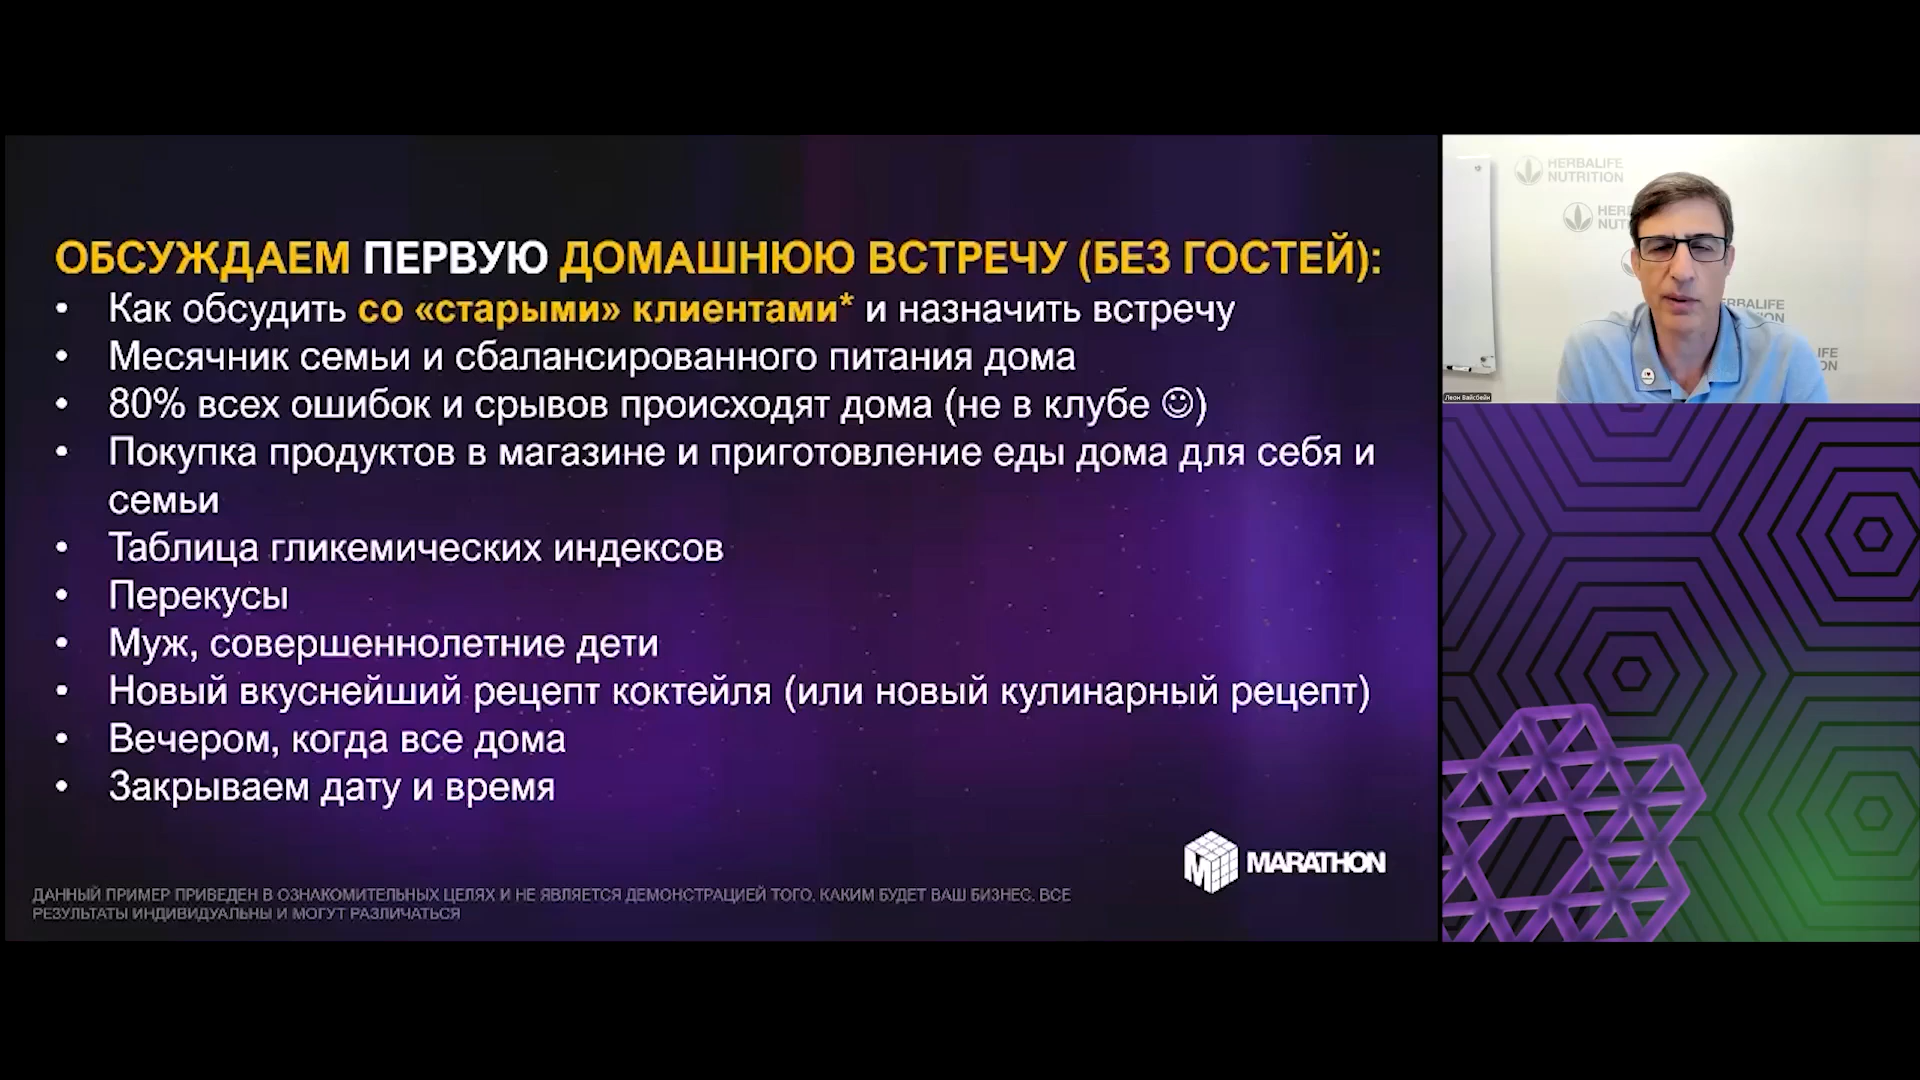 ОБСУЖДАЕМ ПЕРВУЮ ДОМАШНЮЮ ВСТРЕЧУ (БЕЗ ГОСТЕЙ):
• Как обсудить со «старыми» клиентами* и назначить встречу
• Месячник семьи и сбалансированного питания дома
• 80% всех ошибок и срывов происходят дома (не в клубе ☺)
• Покупка продуктов в магазине и приготовление еды дома для себя и
семьи
• Таблица гликемических индексов
• Перекусы
• Муж, совершеннолетние дети
• Новый вкуснейший рецепт коктейля (или новый кулинарный рецепт)
• Вечером, когда все дома
• Закрываем дату и время
MARATHON
ДАННЫЙ ПРИМЕР ПРИВЕДЕН В ОЗНАКОМИТЕЛЬНЫХ ЦЕЛЯХ И НЕ ЯВЛЯЕТСЯ ДЕМОНСТРАЦИЕЙ ТОГО, КАКИМ БУДЕТ ВАШ БИЗНЕС. ВСЕ
РЕЗУЛЬТАТЫ ИНДИВИДУАЛЬНЫ И МОГУТ РАЗЛИЧАТЬСЯ
HERBALIFE
NUTRITION
Леон Вайсбейн